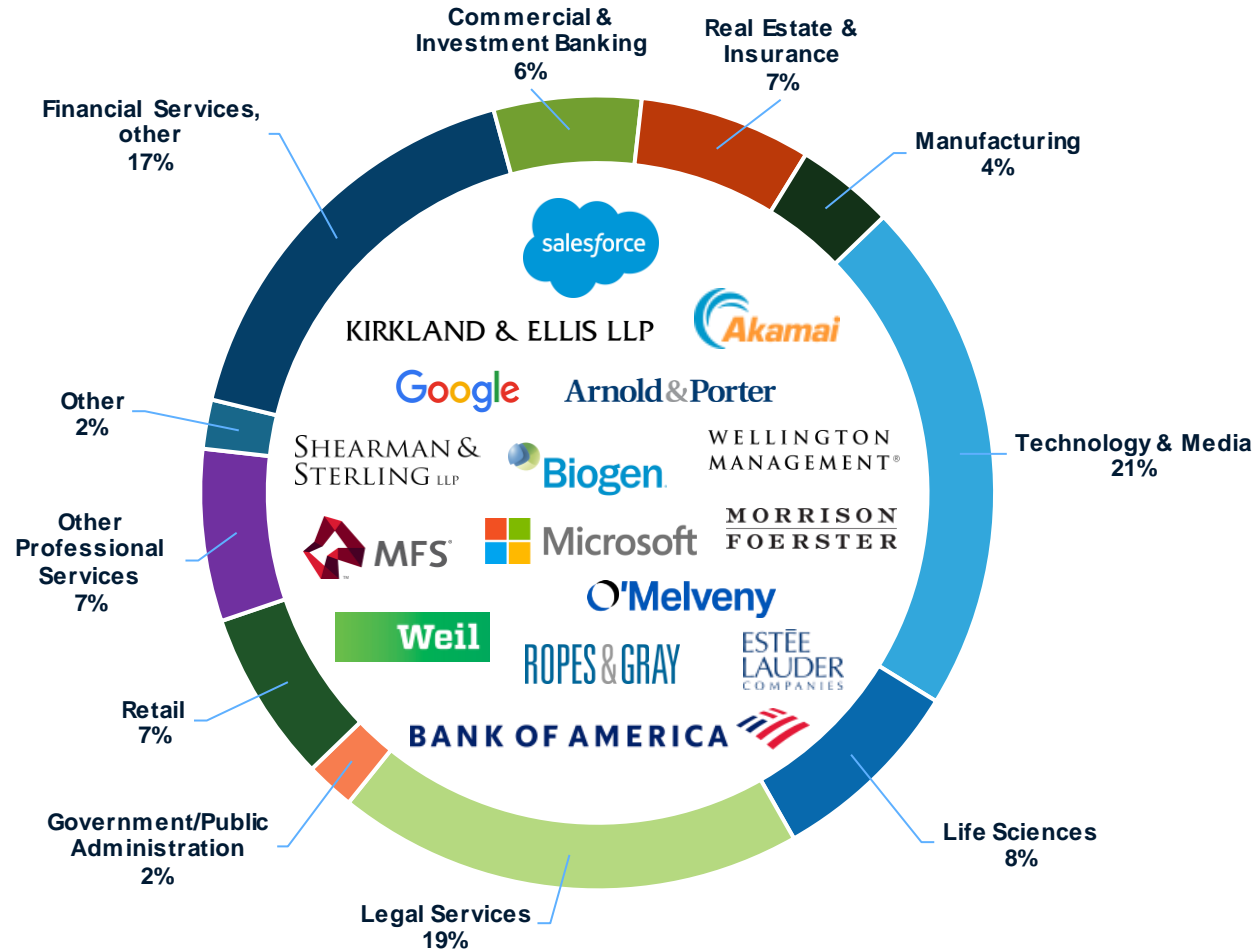 Commercial &
Investment Banking
6%
Real Estate &
Insurance
7%
Financial Services,
other
17%
Manufacturing
4%
salesforce
KIRKLAND & ELLIS LLP
Akamai
Google
Arnold&Porter
Other
2%
SHEARMAN &
STERLING LLP
Biogen
WELLINGTON
MANAGEMENT®
Technology & Media
21%
Other
Professional
Services
7%
MFS
Microsoft
MORRISON
FOERSTER
O'Melveny
Weil
ROPES&GRAY
ESTĒE
LAUDER
COMPANIES
Retail
7%
BANK OF AMERICA
Government/Public
Administration
2%
Life Sciences
8%
Legal Services
19%